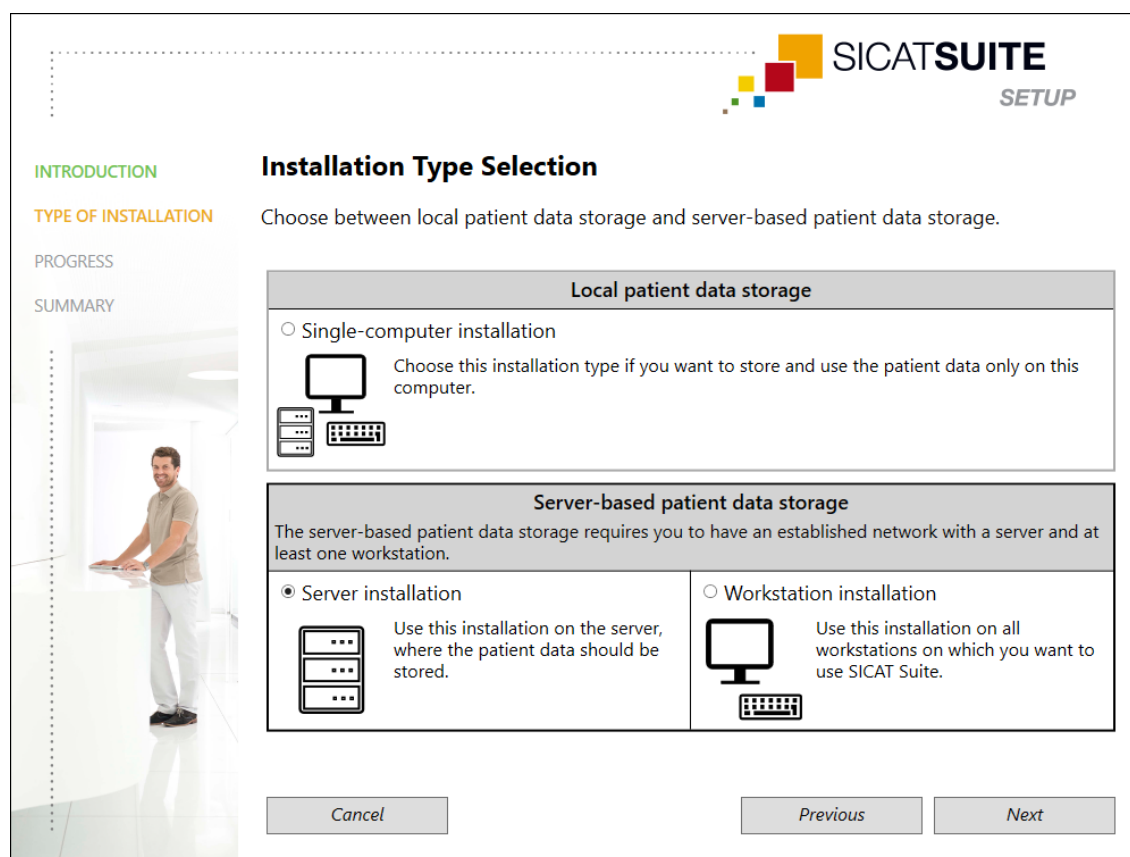 SICATSUITE
SETUP
INTRODUCTION
TYPE OF INSTALLATION
PROGRESS
SUMMARY
Installation Type Selection
Choose between local patient data storage and server-based patient data storage.
Local patient data storage
Single-computer installation
Choose this installation type if you want to store and use the patient data only on this
computer.
Server-based patient data storage
The server-based patient data storage requires you to have an established network with a server and at
least one workstation.
Server installation
Use this installation on the server,
where the patient data should be
stored.
Workstation installation
Use this installation on all
workstations on which you want to
use SICAT Suite.
Cancel
Previous
Next